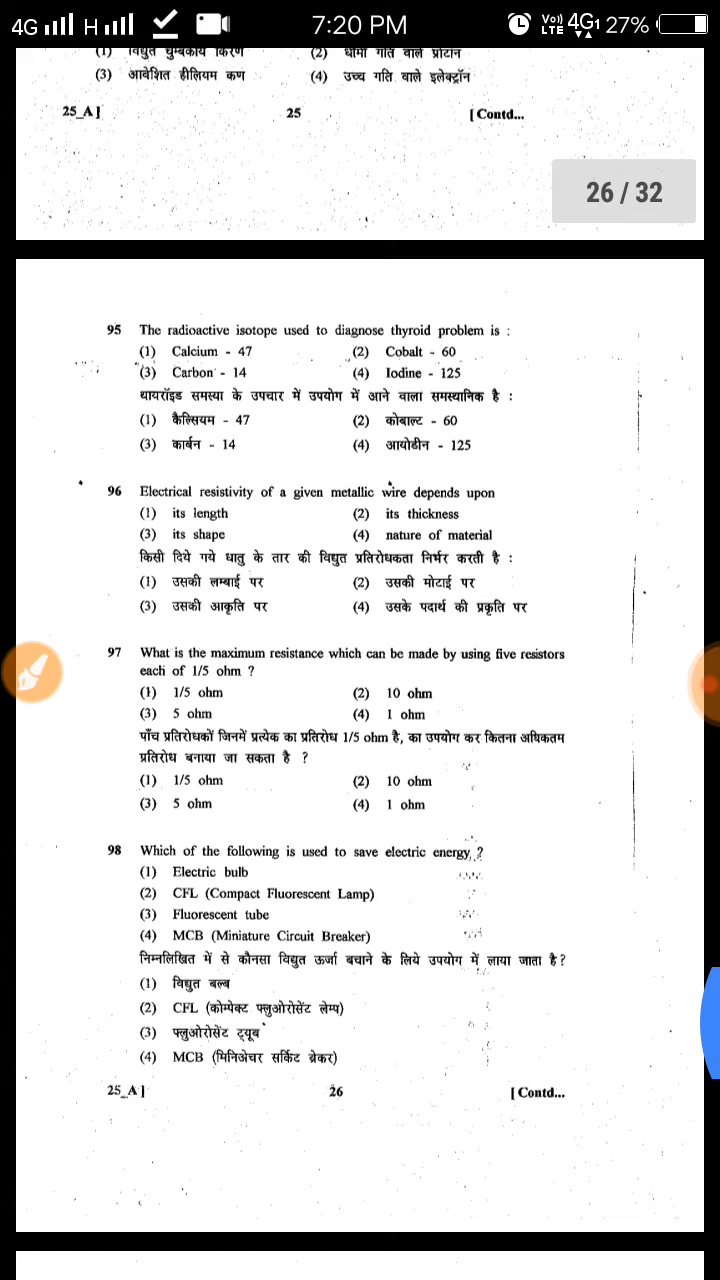 4G H 7:20 PM Vo)) LTE 4G1 27%
(1) विद्युत चुम्बकीय किरण (2) धीमी गति वाले प्रोटॉन
(3) आवेशित हीलियम कण (4) उच्च गति वाले इलेक्ट्रॉन
25_A] 25 [Contd...
26 / 32
95 The radioactive isotope used to diagnose thyroid problem is :
(1) Calcium - 47 (2) Cobalt - 60
(3) Carbon - 14 (4) Iodine - 125
थायरॉइड समस्या के उपचार में उपयोग में आने वाला समस्थानिक है :
(1) कैल्सियम - 47 (2) कोबाल्ट - 60
(3) कार्बन - 14 (4) आयोडीन - 125
96 Electrical resistivity of a given metallic wire depends upon
(1) its length (2) its thickness
(3) its shape (4) nature of material
किसी दिये गये धातु के तार की विद्युत प्रतिरोधकता निर्भर करती है :
(1) उसकी लम्बाई पर (2) उसकी मोटाई पर
(3) उसकी आकृति पर (4) उसके पदार्थ की प्रकृति पर
97 What is the maximum resistance which can be made by using five resistors
each of 1/5 ohm ?
(1) 1/5 ohm (2) 10 ohm
(3) 5 ohm (4) 1 ohm
पाँच प्रतिरोधकों जिनमें प्रत्येक का प्रतिरोध 1/5 ohm है, का उपयोग कर कितना अधिकतम
प्रतिरोध बनाया जा सकता है ?
(1) 1/5 ohm (2) 10 ohm
(3) 5 ohm (4) 1 ohm
98 Which of the following is used to save electric energy ?
(1) Electric bulb
(2) CFL (Compact Fluorescent Lamp)
(3) Fluorescent tube
(4) MCB (Miniature Circuit Breaker)
निम्नलिखित में से कौनसा विद्युत ऊर्जा बचाने के लिये उपयोग में लाया जाता है?
(1) विद्युत बल्ब
(2) CFL (कोम्पेक्ट फ्लुओरोसेंट लेम्प)
(3) फ्लुओरोसेंट ट्यूब
(4) MCB (मिनिअेचर सर्किट ब्रेकर)
25_A] 26 [Contd...